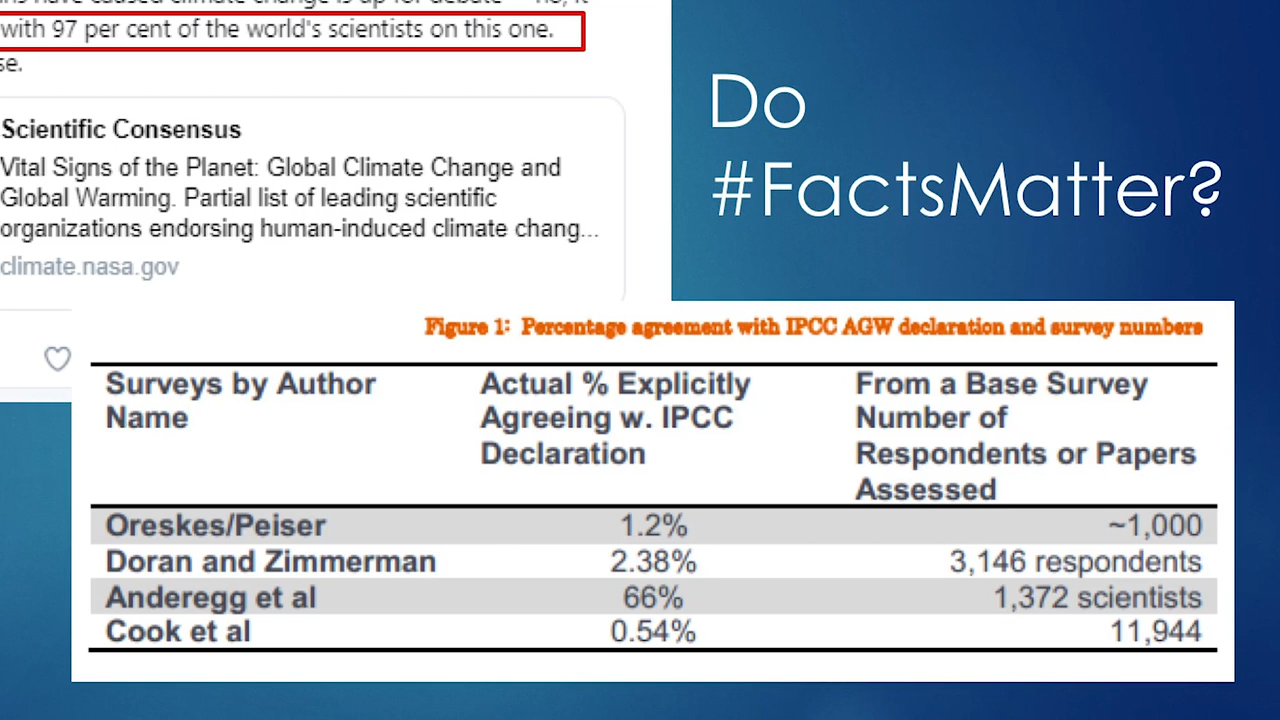 with 97 per cent of the world's scientists on this one.
se.
Scientific Consensus
Vital Signs of the Planet: Global Climate Change and
Global Warming. Partial list of leading scientific
organizations endorsing human-induced climate chang...
climate.nasa.gov
Do
#FactsMatter?
Figure 1: Percentage agreement with IPCC AGW declaration and survey numbers
Surveys by Author
Name
Actual % Explicitly
Agreeing w. IPCC
Declaration
From a Base Survey
Number of
Respondents or Papers
Assessed
Oreskes/Peiser 1.2% ~1,000
Doran and Zimmerman 2.38% 3,146 respondents
Anderegg et al 66% 1,372 scientists
Cook et al 0.54% 11,944